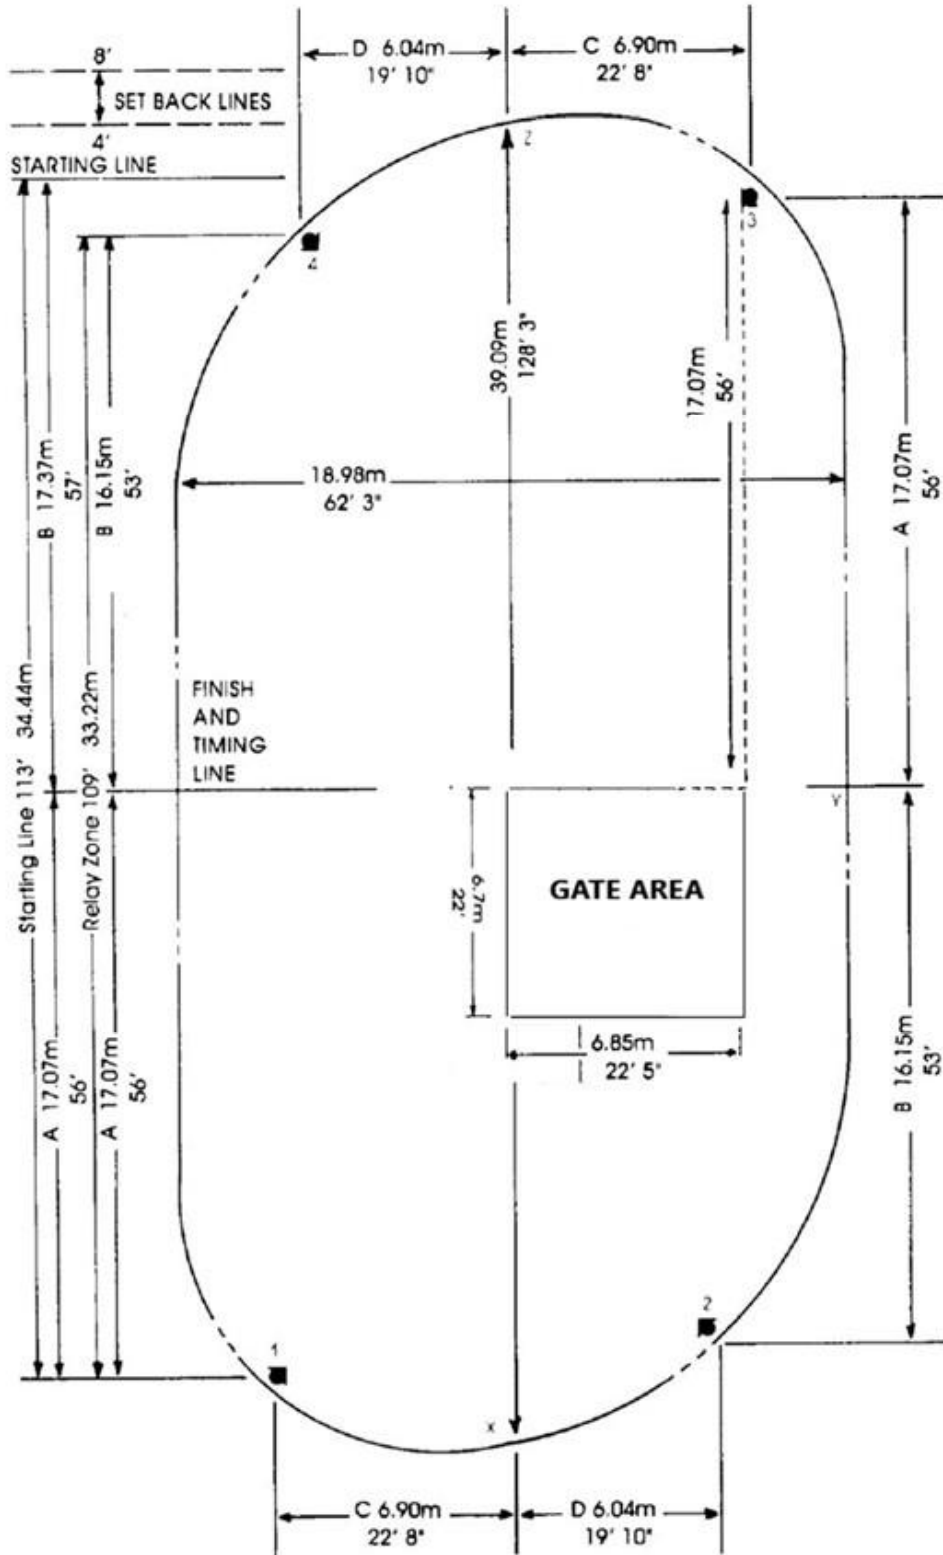 D 6.04m
19' 10"
C 6.90m
22' 8"
8'
SET BACK LINES
4'
STARTING LINE
Z
3
4
39.09m
128' 3"
17.07m
56'
A 17.07m
56'
B 17.37m
57'
B 16.15m
53'
18.98m
62' 3"
Starting Line 113' 34.44m
Relay Zone 109' 33.22m
FINISH
AND
TIMING
LINE
Y
6.7m
22'
GATE AREA
6.85m
22' 5"
A 17.07m
56'
A 17.07m
56'
B 16.15m
53'
2
1
X
C 6.90m
22' 8"
D 6.04m
19' 10"